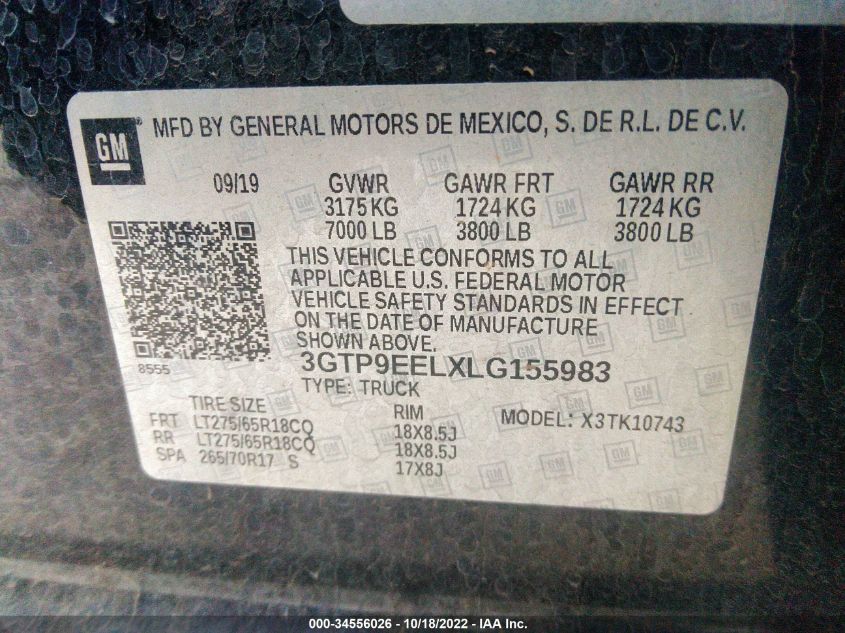 GM
MFD BY GENERAL MOTORS DE MEXICO, S. DE R.L. DE C.V.
09/19 GVWR GAWR FRT GAWR RR
3175 KG 1724 KG 1724 KG
7000 LB 3800 LB 3800 LB
THIS VEHICLE CONFORMS TO ALL
APPLICABLE U.S. FEDERAL MOTOR
VEHICLE SAFETY STANDARDS IN EFFECT
ON THE DATE OF MANUFACTURE
SHOWN ABOVE.
8555
3GTP9EELXLG155983
TYPE: TRUCK
TIRE SIZE RIM MODEL: X3TK10743
FRT LT275/65R18CQ 18X8.5J
RR LT275/65R18CQ 18X8.5J
SPA 265/70R17 S 17X8J
000-34556026 - 10/18/2022 - IAA Inc.